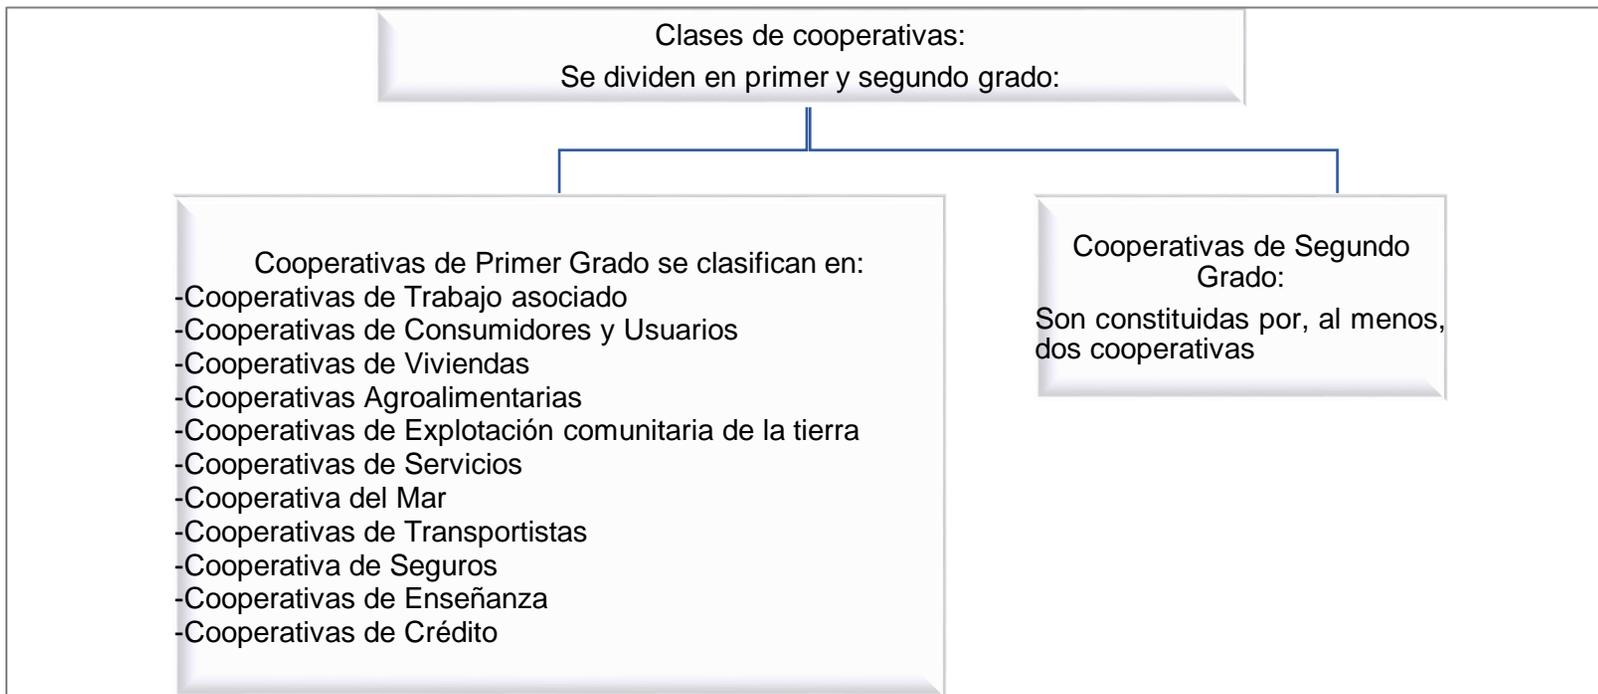 Clases de cooperativas:
Se dividen en primer y segundo grado:
Cooperativas de Primer Grado se clasifican en:
-Cooperativas de Trabajo asociado
-Cooperativas de Consumidores y Usuarios
-Cooperativas de Viviendas
-Cooperativas Agroalimentarias
-Cooperativas de Explotación comunitaria de la tierra
-Cooperativas de Servicios
-Cooperativa del Mar
-Cooperativas de Transportistas
-Cooperativa de Seguros
-Cooperativas de Enseñanza
-Cooperativas de Crédito
Cooperativas de Segundo
Grado:
Son constituidas por, al menos,
dos cooperativas